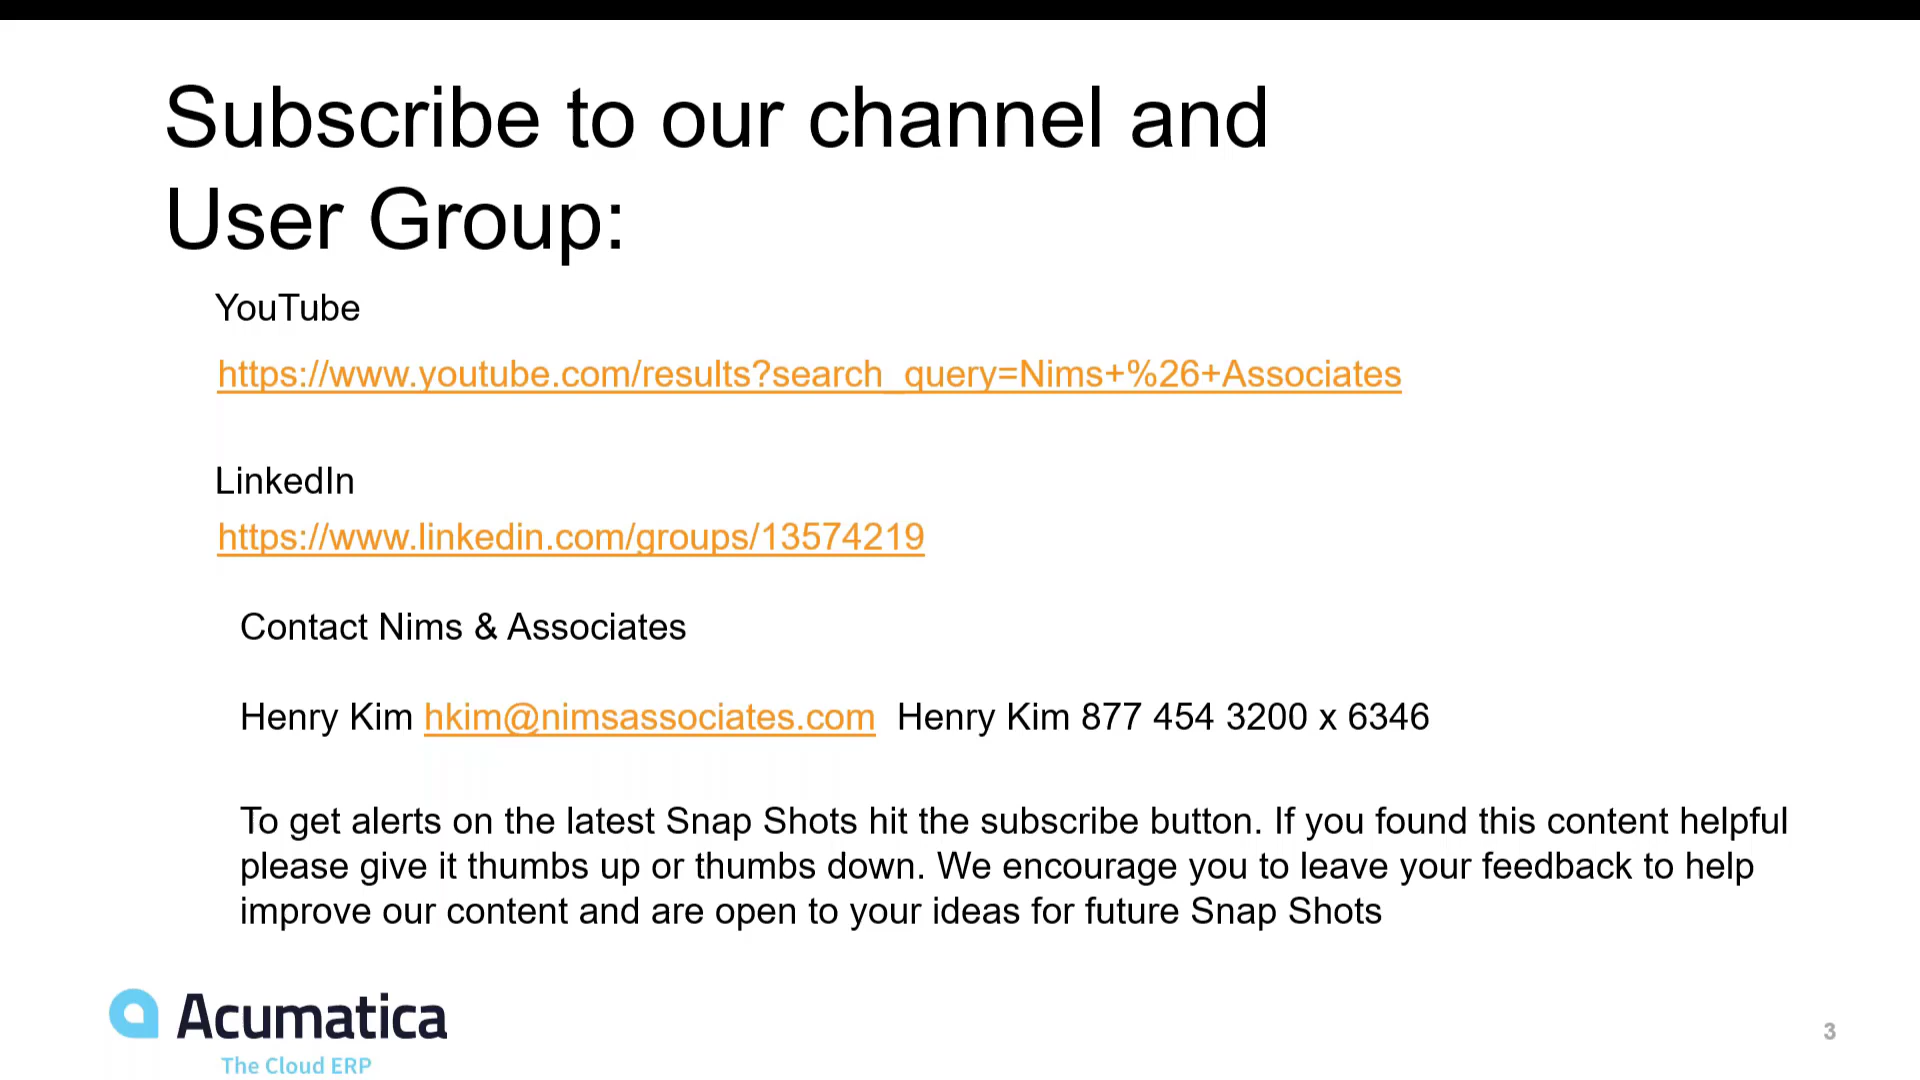 Subscribe to our channel and
User Group:
YouTube
https://www.youtube.com/results?search_query=Nims+%26+Associates
LinkedIn
https://www.linkedin.com/groups/13574219
Contact Nims & Associates
Henry Kim hkim@nimsassociates.com  Henry Kim 877 454 3200 x 6346
To get alerts on the latest Snap Shots hit the subscribe button. If you found this content helpful
please give it thumbs up or thumbs down. We encourage you to leave your feedback to help
improve our content and are open to your ideas for future Snap Shots
Acumatica
The Cloud ERP
3